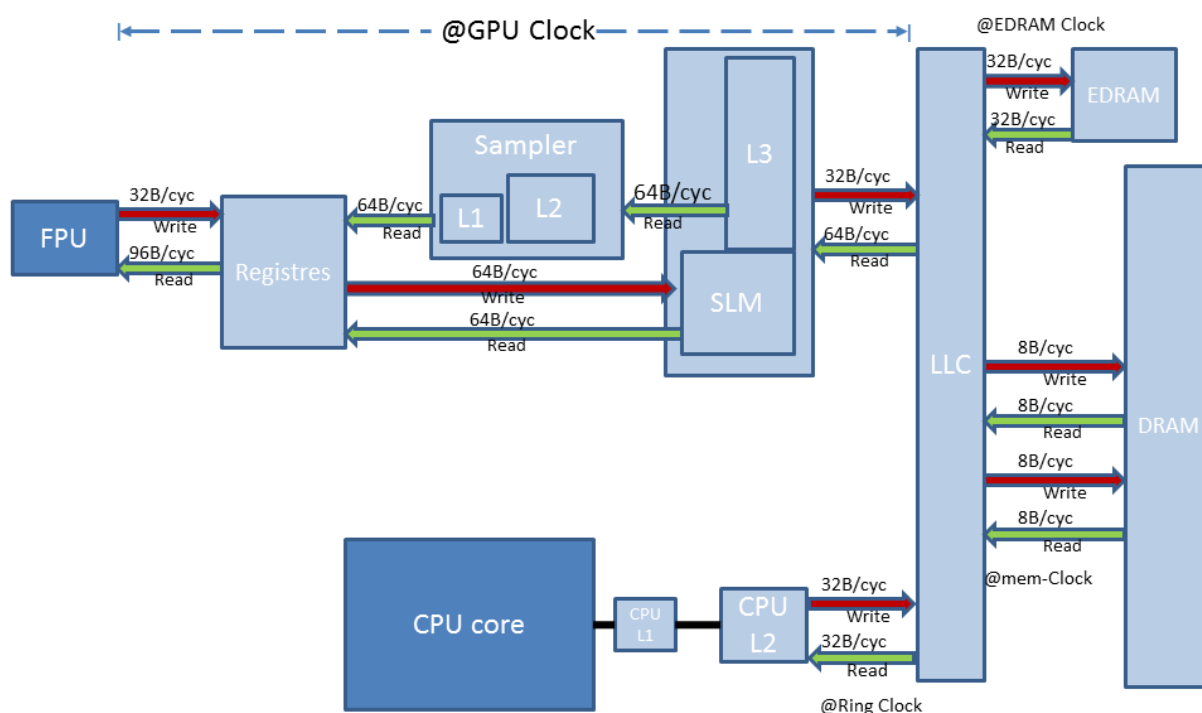 @GPU Clock
@EDRAM Clock
32B/cyc
Write
EDRAM
32B/cyc
Read
Sampler
L1
L2
L3
64B/cyc
Read
64B/cyc
Read
32B/cyc
Write
64B/cyc
Read
FPU
32B/cyc
Write
96B/cyc
Read
Registres
64B/cyc
Write
64B/cyc
Read
SLM
LLC
8B/cyc
Write
8B/cyc
Read
8B/cyc
Write
8B/cyc
Read
DRAM
@mem-Clock
CPU core
CPU
L1
CPU
L2
32B/cyc
Write
32B/cyc
Read
@Ring Clock